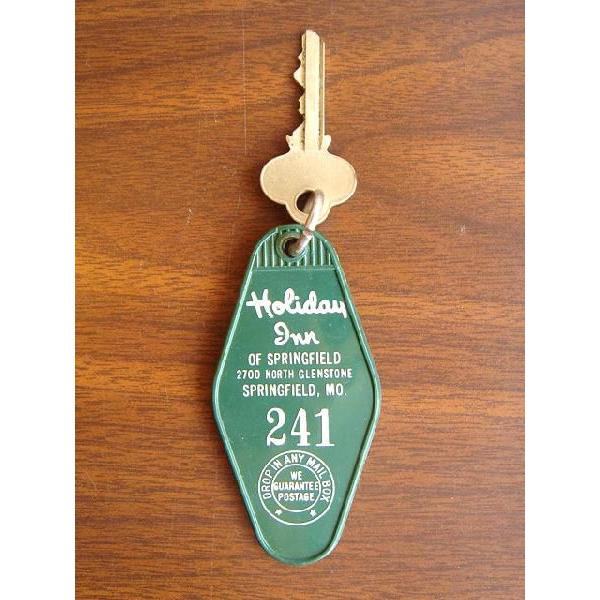 Holiday
Inn
OF SPRINGFIELD
2700 NORTH GLENSTONE
SPRINGFIELD, MO.
241
DROP IN ANY MAIL BOX
WE
GUARANTEE
POSTAGE